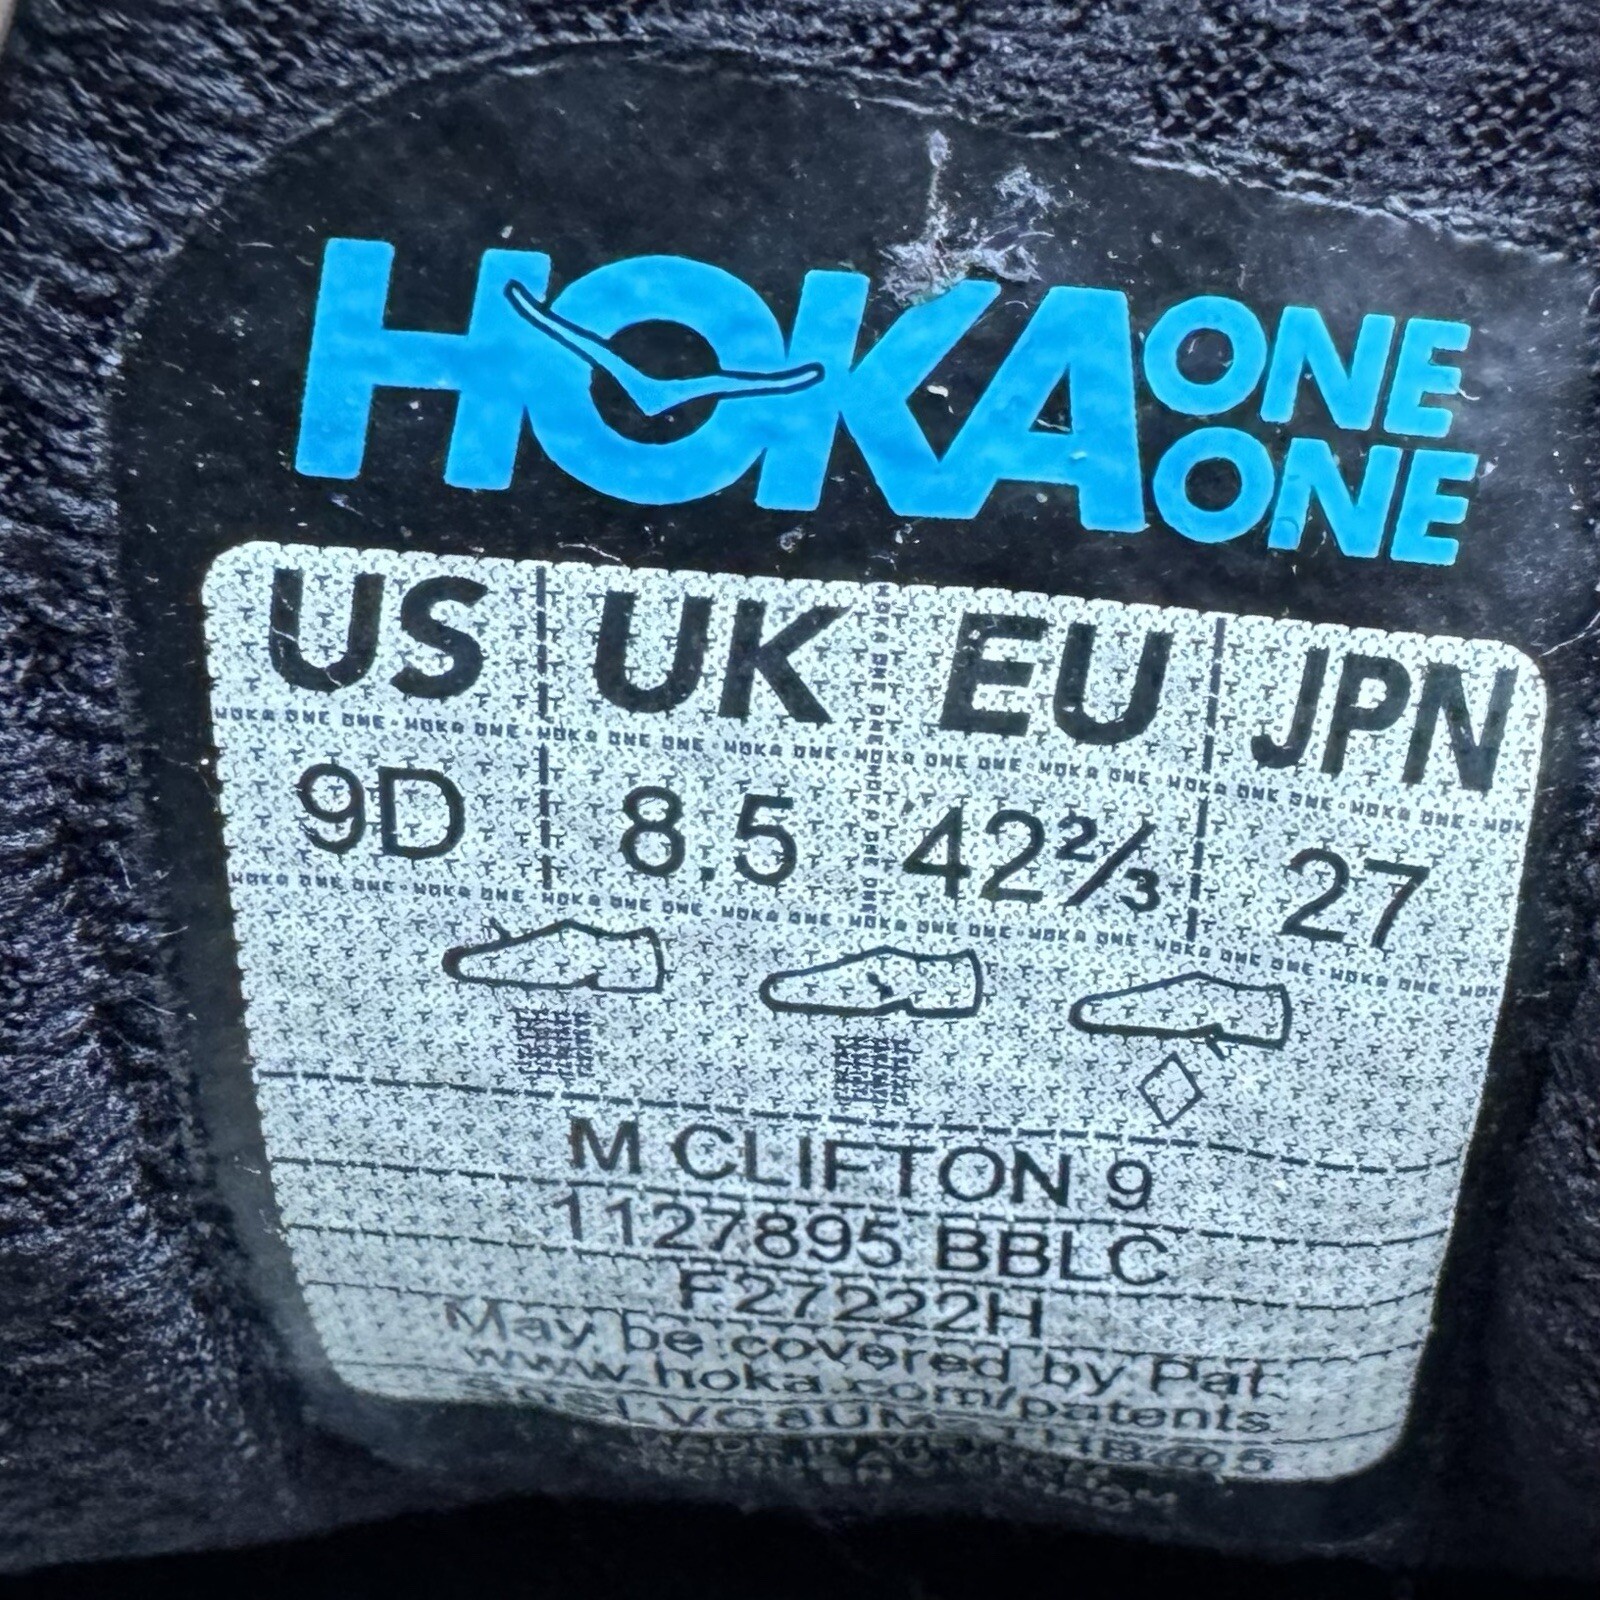 HOKA ONE ONE
US UK EU JPN
9D 8.5 42⅔ 27
M CLIFTON 9
1127895 BBLC
F27222H
May be covered by Pat.
www.hoka.com/patents